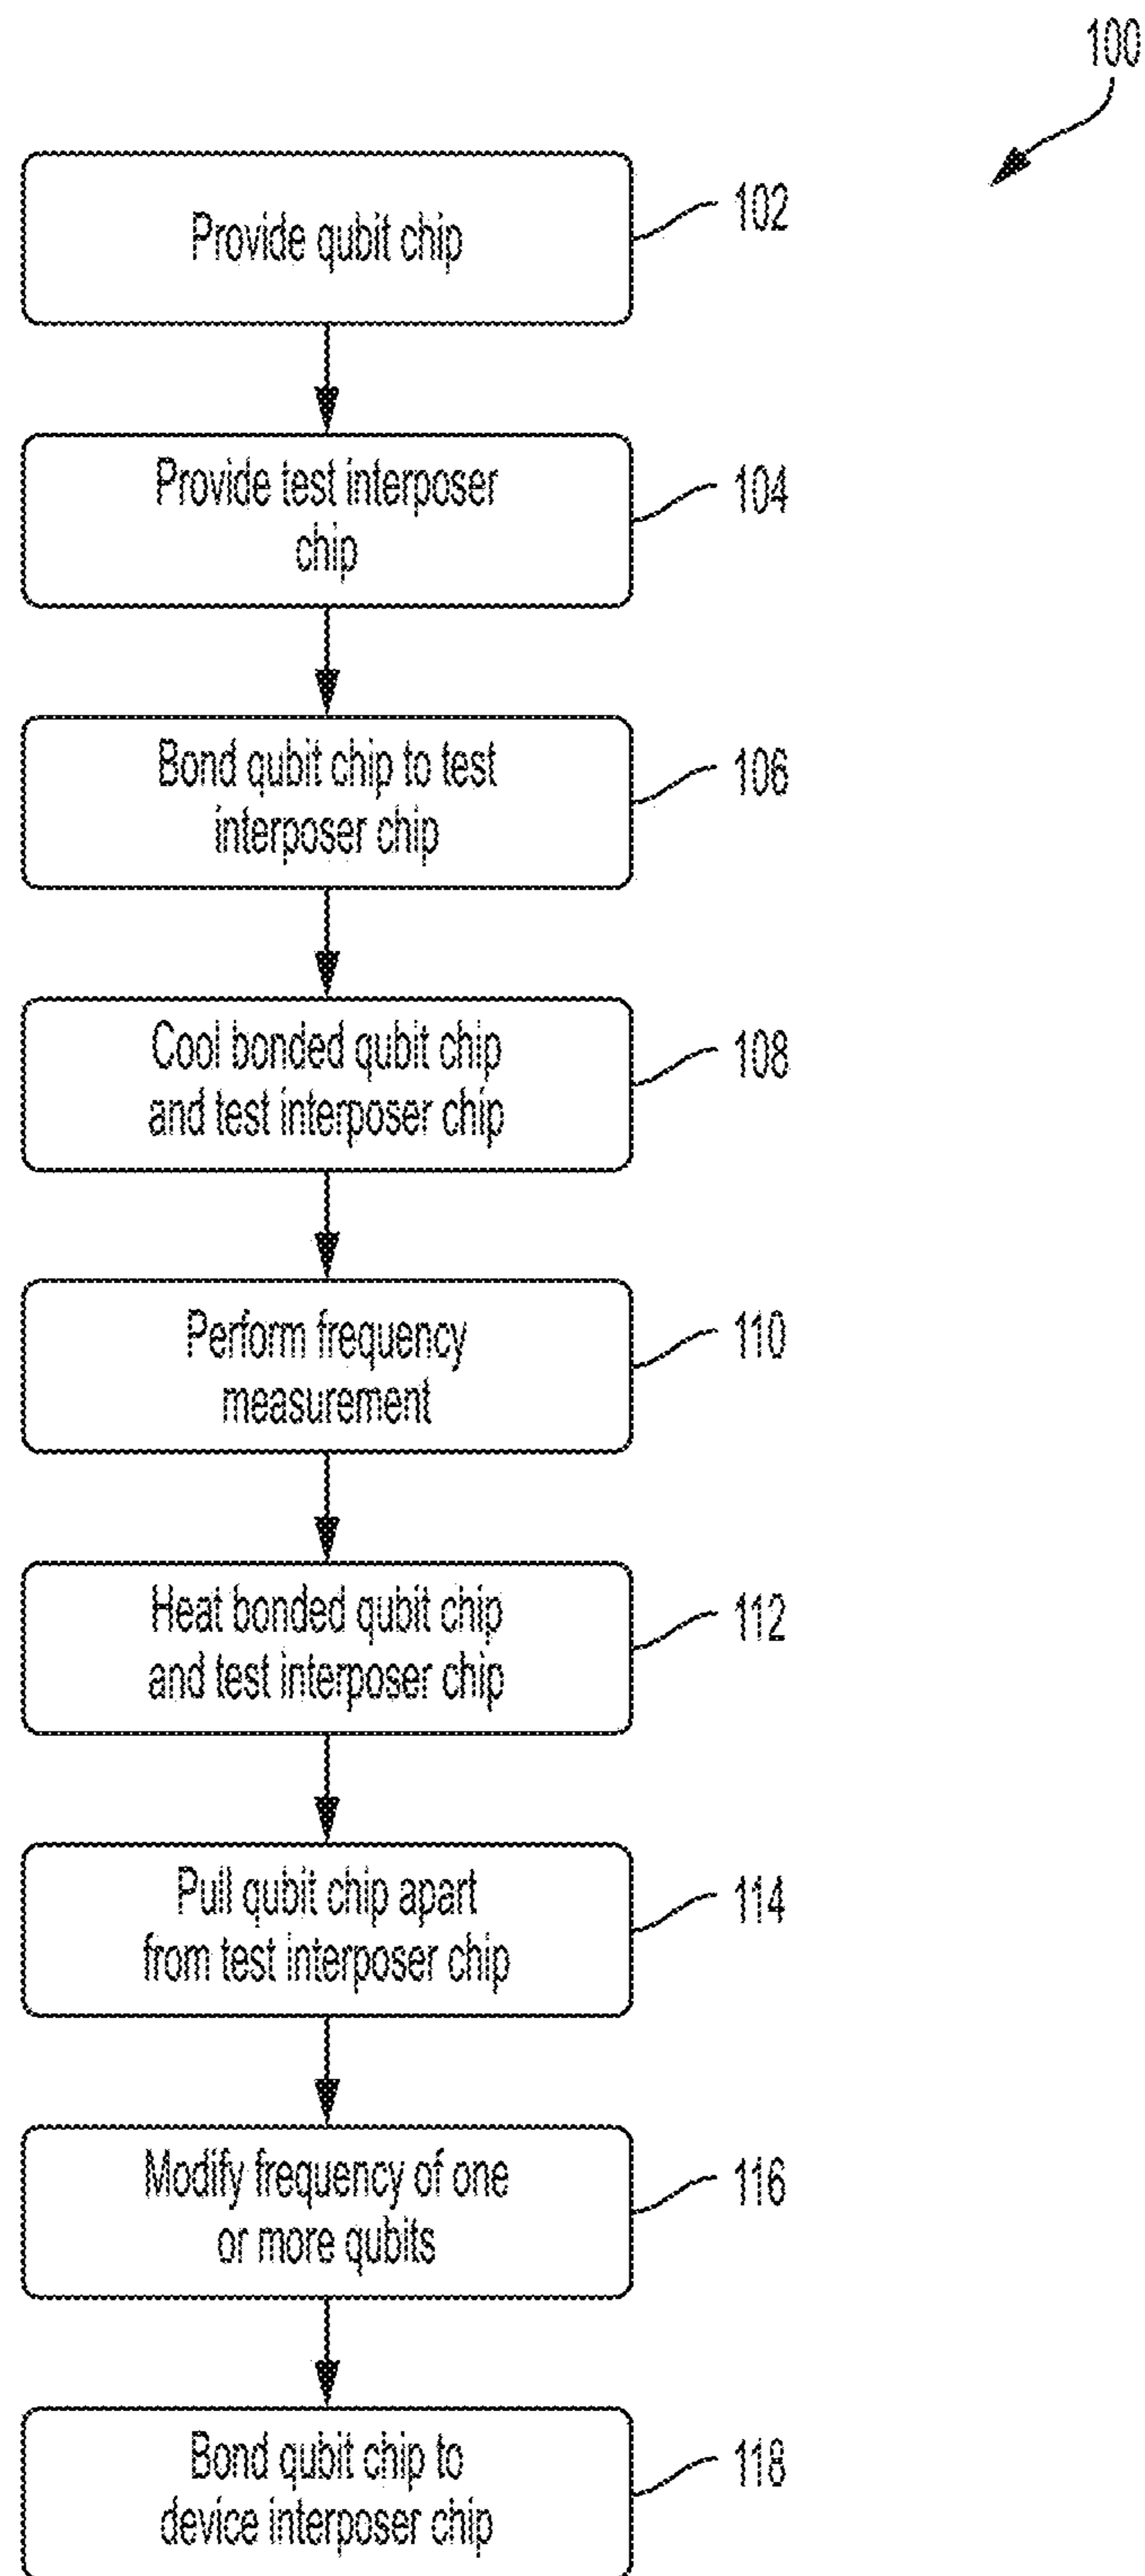 100
Provide qubit chip
102
Provide test interposer
chip
104
Bond qubit chip to test
interposer chip
106
Cool bonded qubit chip
and test interposer chip
108
Perform frequency
measurement
110
Heat bonded qubit chip
and test interposer chip
112
Pull qubit chip apart
from test interposer chip
114
Modify frequency of one
or more qubits
116
Bond qubit chip to
device interposer chip
118